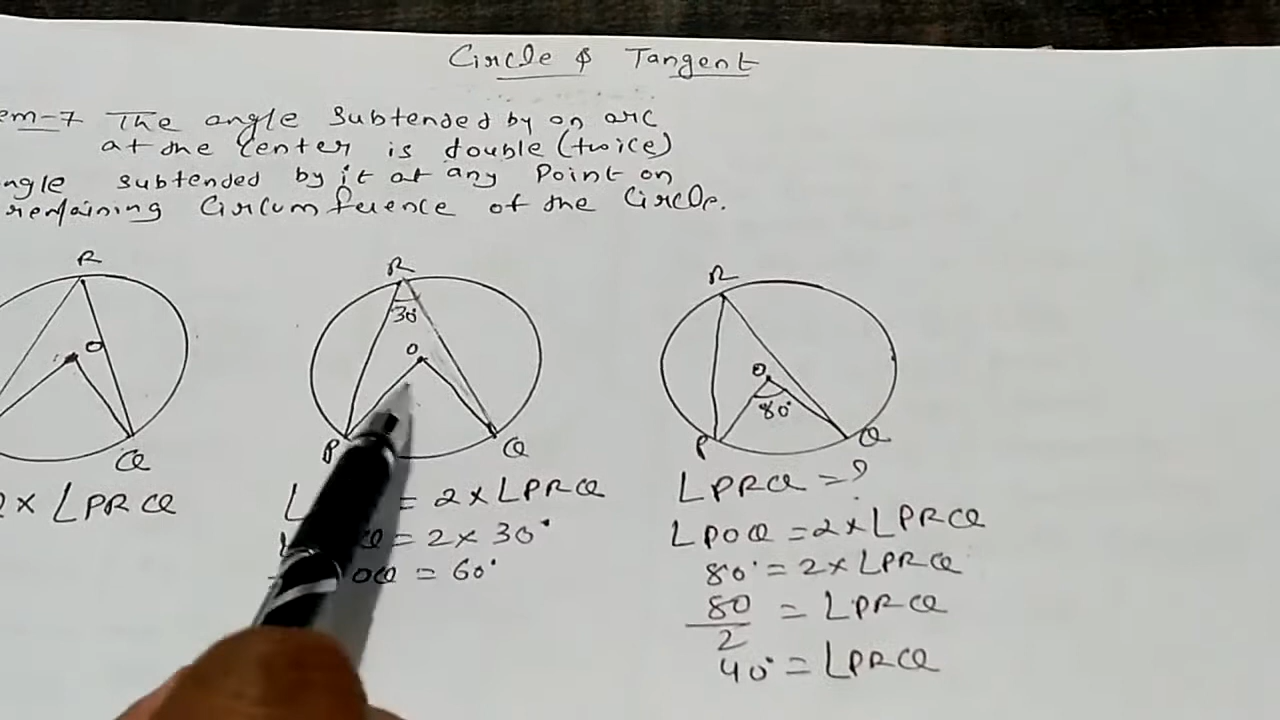 Circle & Tangent
em-7 The angle Subtended by an arc
at the Center is double (twice)
ngle subtended by it at any Point on
remaining Circumference of the Circle.
R
O
Q
2 x ∠PRQ
R
30°
O
P
Q
∠ = 2 x ∠PRQ
Q = 2 x 30°
OQ = 60°
R
O
80°
P
Q
∠PRQ = ?
∠POQ = 2 x ∠PRQ
80° = 2 x ∠PRQ
80/2 = ∠PRQ
40° = ∠PRQ